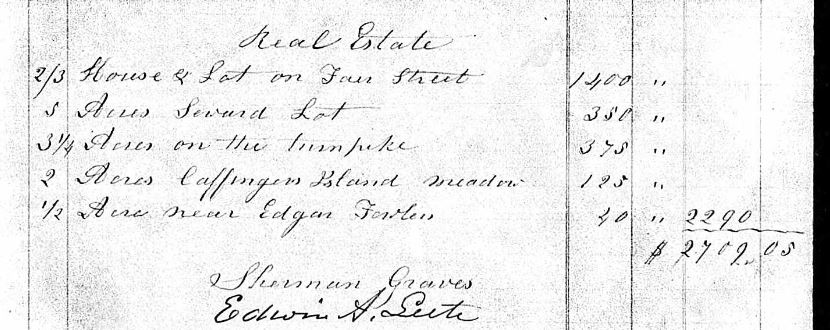 Real Estate
2/3 House & Lot on Fair Street 1400 "
5 Acres Seward Lot 350 "
3 1/4 Acres on the turnpike 375 "
2 Acres Caffingers Island meadow 125 "
1/2 Acre near Edgar Fowlers 40 " 2290
$ 2709.05
Sherman Graves
Edwin A. Leete